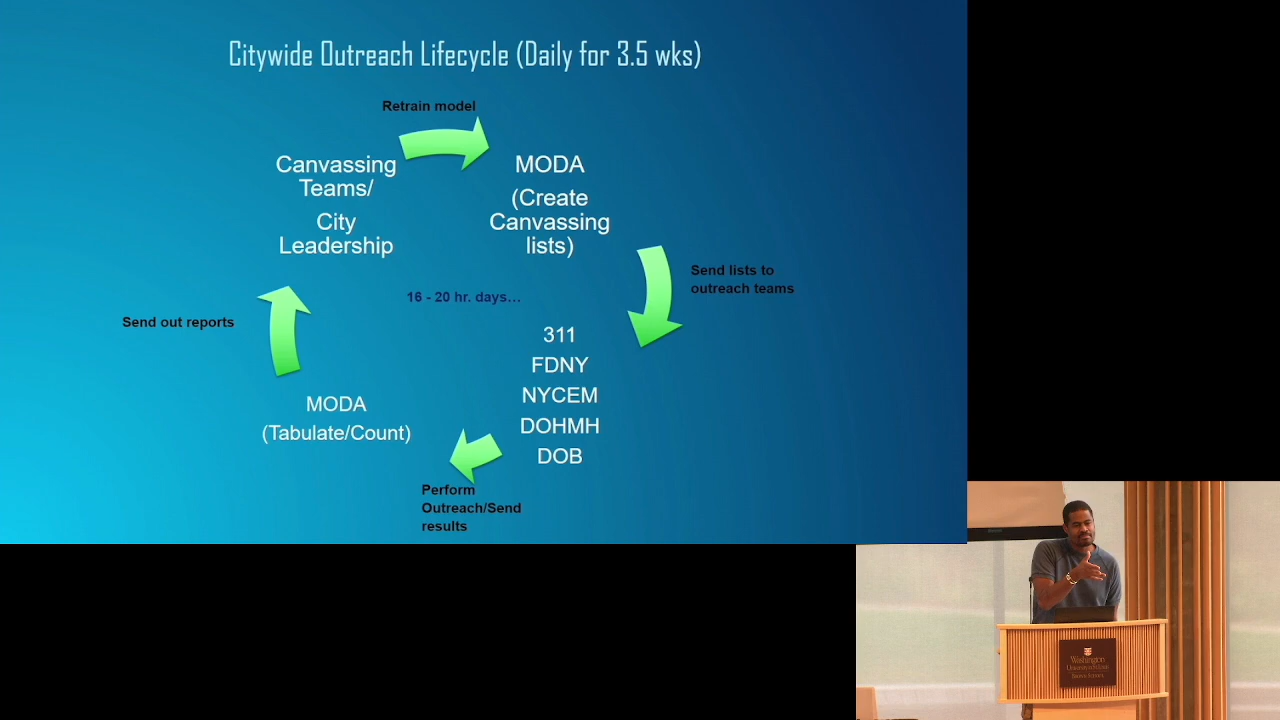 Citywide Outreach Lifecycle (Daily for 3.5 wks)
Retrain model
Canvassing
Teams/
City
Leadership
MODA
(Create
Canvassing
lists)
Send lists to
outreach teams
16 - 20 hr. days…
Send out reports
311
FDNY
NYCEM
DOHMH
DOB
MODA
(Tabulate/Count)
Perform
Outreach/Send
results
Washington